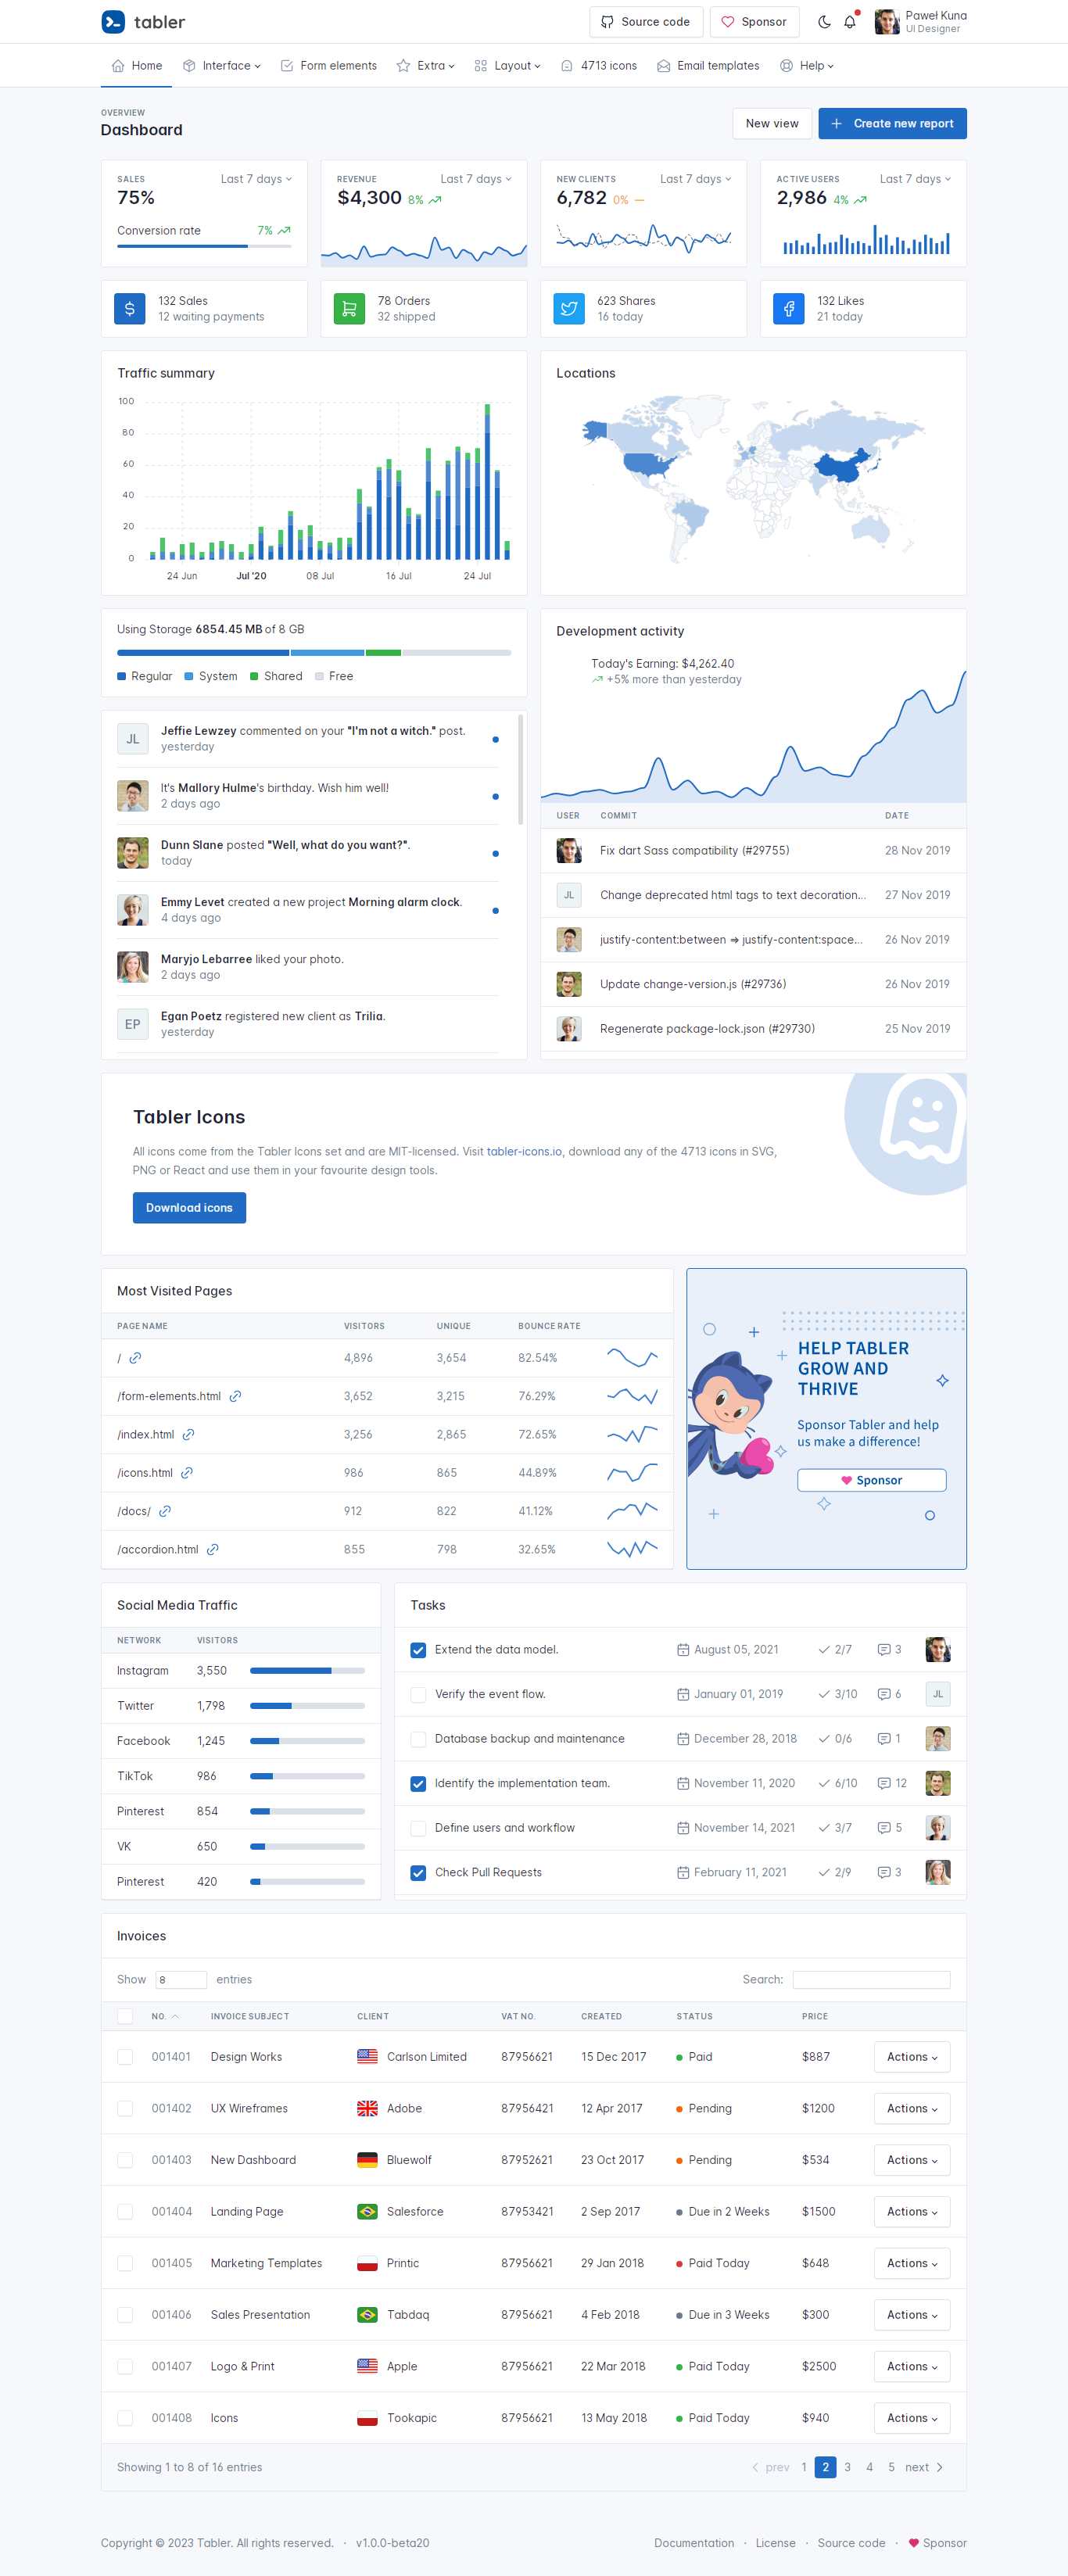 tabler
Source code
Sponsor
Paweł Kuna
UI Designer
Home
Interface
Form elements
Extra
Layout
4713 icons
Email templates
Help
OVERVIEW
Dashboard
New view
Create new report
SALES
Last 7 days
75%
Conversion rate
7%
REVENUE
Last 7 days
$4,300 8%
NEW CLIENTS
Last 7 days
6,782 0%
ACTIVE USERS
Last 7 days
2,986 4%
132 Sales
12 waiting payments
78 Orders
32 shipped
623 Shares
16 today
132 Likes
21 today
Traffic summary
100
80
60
40
20
0
24 Jun
Jul '20
08 Jul
16 Jul
24 Jul
Locations
Using Storage 6854.45 MB of 8 GB
Regular
System
Shared
Free
JL
Jeffie Lewzey commented on your "I'm not a witch." post.
yesterday
It's Mallory Hulme's birthday. Wish him well!
2 days ago
Dunn Slane posted "Well, what do you want?".
today
Emmy Levet created a new project Morning alarm clock.
4 days ago
Maryjo Lebarree liked your photo.
2 days ago
EP
Egan Poetz registered new client as Trilia.
yesterday
Development activity
Today's Earning: $4,262.40
+5% more than yesterday
USER COMMIT DATE
Fix dart Sass compatibility (#29755) 28 Nov 2019
JL Change deprecated html tags to text decoration... 27 Nov 2019
justify-content:between ⇒ justify-content:space... 26 Nov 2019
Update change-version.js (#29736) 26 Nov 2019
Regenerate package-lock.json (#29730) 25 Nov 2019
Tabler Icons
All icons come from the Tabler Icons set and are MIT-licensed. Visit tabler-icons.io, download any of the 4713 icons in SVG,
PNG or React and use them in your favourite design tools.
Download icons
Most Visited Pages
PAGE NAME VISITORS UNIQUE BOUNCE RATE
/ 4,896 3,654 82.54%
/form-elements.html 3,652 3,215 76.29%
/index.html 3,256 2,865 72.65%
/icons.html 986 865 44.89%
/docs/ 912 822 41.12%
/accordion.html 855 798 32.65%
HELP TABLER
GROW AND
THRIVE
Sponsor Tabler and help
us make a difference!
Sponsor
Social Media Traffic
NETWORK VISITORS
Instagram 3,550
Twitter 1,798
Facebook 1,245
TikTok 986
Pinterest 854
VK 650
Pinterest 420
Tasks
Extend the data model. August 05, 2021 2/7 3
Verify the event flow. January 01, 2019 3/10 6 JL
Database backup and maintenance December 28, 2018 0/6 1
Identify the implementation team. November 11, 2020 6/10 12
Define users and workflow November 14, 2021 3/7 5
Check Pull Requests February 11, 2021 2/9 3
Invoices
Show 8 entries
Search:
NO. INVOICE SUBJECT CLIENT VAT NO. CREATED STATUS PRICE
001401 Design Works Carlson Limited 87956621 15 Dec 2017 Paid $887 Actions
001402 UX Wireframes Adobe 87956421 12 Apr 2017 Pending $1200 Actions
001403 New Dashboard Bluewolf 87952621 23 Oct 2017 Pending $534 Actions
001404 Landing Page Salesforce 87953421 2 Sep 2017 Due in 2 Weeks $1500 Actions
001405 Marketing Templates Printic 87956621 29 Jan 2018 Paid Today $648 Actions
001406 Sales Presentation Tabdaq 87956621 4 Feb 2018 Due in 3 Weeks $300 Actions
001407 Logo & Print Apple 87956621 22 Mar 2018 Paid Today $2500 Actions
001408 Icons Tookapic 87956621 13 May 2018 Paid Today $940 Actions
Showing 1 to 8 of 16 entries
prev 1 2 3 4 5 next
Copyright © 2023 Tabler. All rights reserved. · v1.0.0-beta20
Documentation · License · Source code · Sponsor